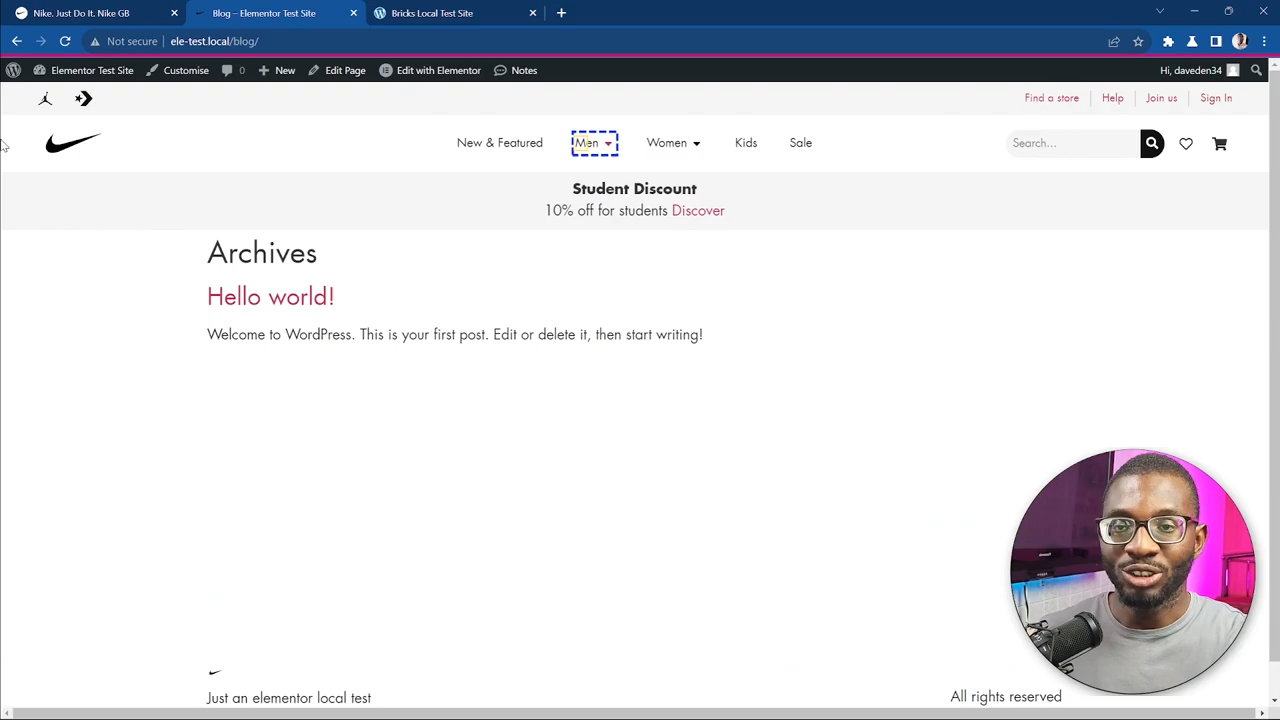 Nike. Just Do It. Nike GB
Blog – Elementor Test Site
Bricks Local Test Site
Not secure
ele-test.local/blog/
Elementor Test Site
Customise
0
New
Edit Page
Edit with Elementor
Notes
Hi, daveden34
Find a store
Help
Join us
Sign In
New & Featured
Men
Women
Kids
Sale
Search...
Student Discount
10% off for students Discover
Archives
Hello world!
Welcome to WordPress. This is your first post. Edit or delete it, then start writing!
Just an elementor local test
All rights reserved